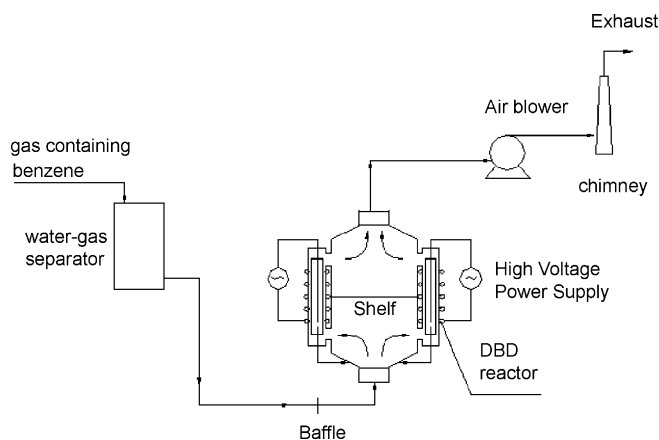 Exhaust
Air blower
gas containing
benzene
chimney
water-gas
separator
High Voltage
Power Supply
Shelf
DBD
reactor
Baffle